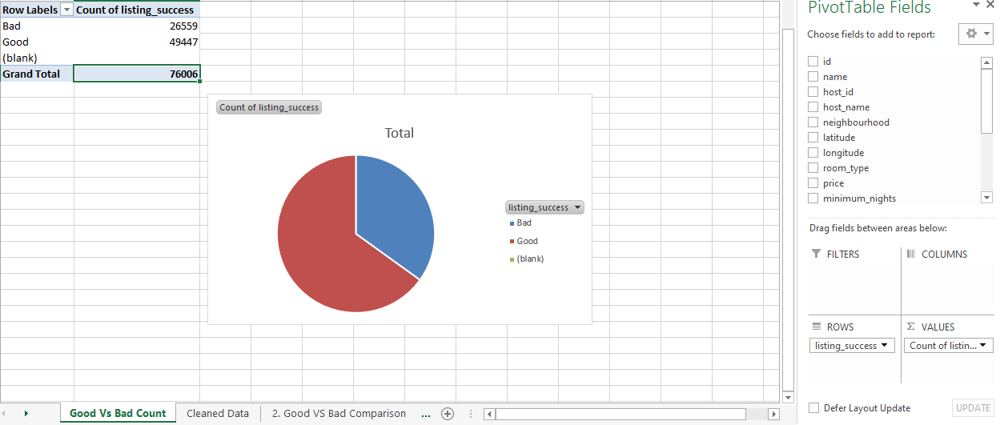 Row Labels Count of listing_success
Bad 26559
Good 49447
(blank)
Grand Total 76006
Count of listing_success
Total
listing_success
Bad
Good
(blank)
Good Vs Bad Count Cleaned Data 2. Good VS Bad Comparison ...
PivotTable Fields
Choose fields to add to report:
id
name
host_id
host_name
neighbourhood
latitude
longitude
room_type
price
minimum_nights
Drag fields between areas below:
FILTERS COLUMNS
ROWS Σ VALUES
listing_success Count of listin...
Defer Layout Update UPDATE